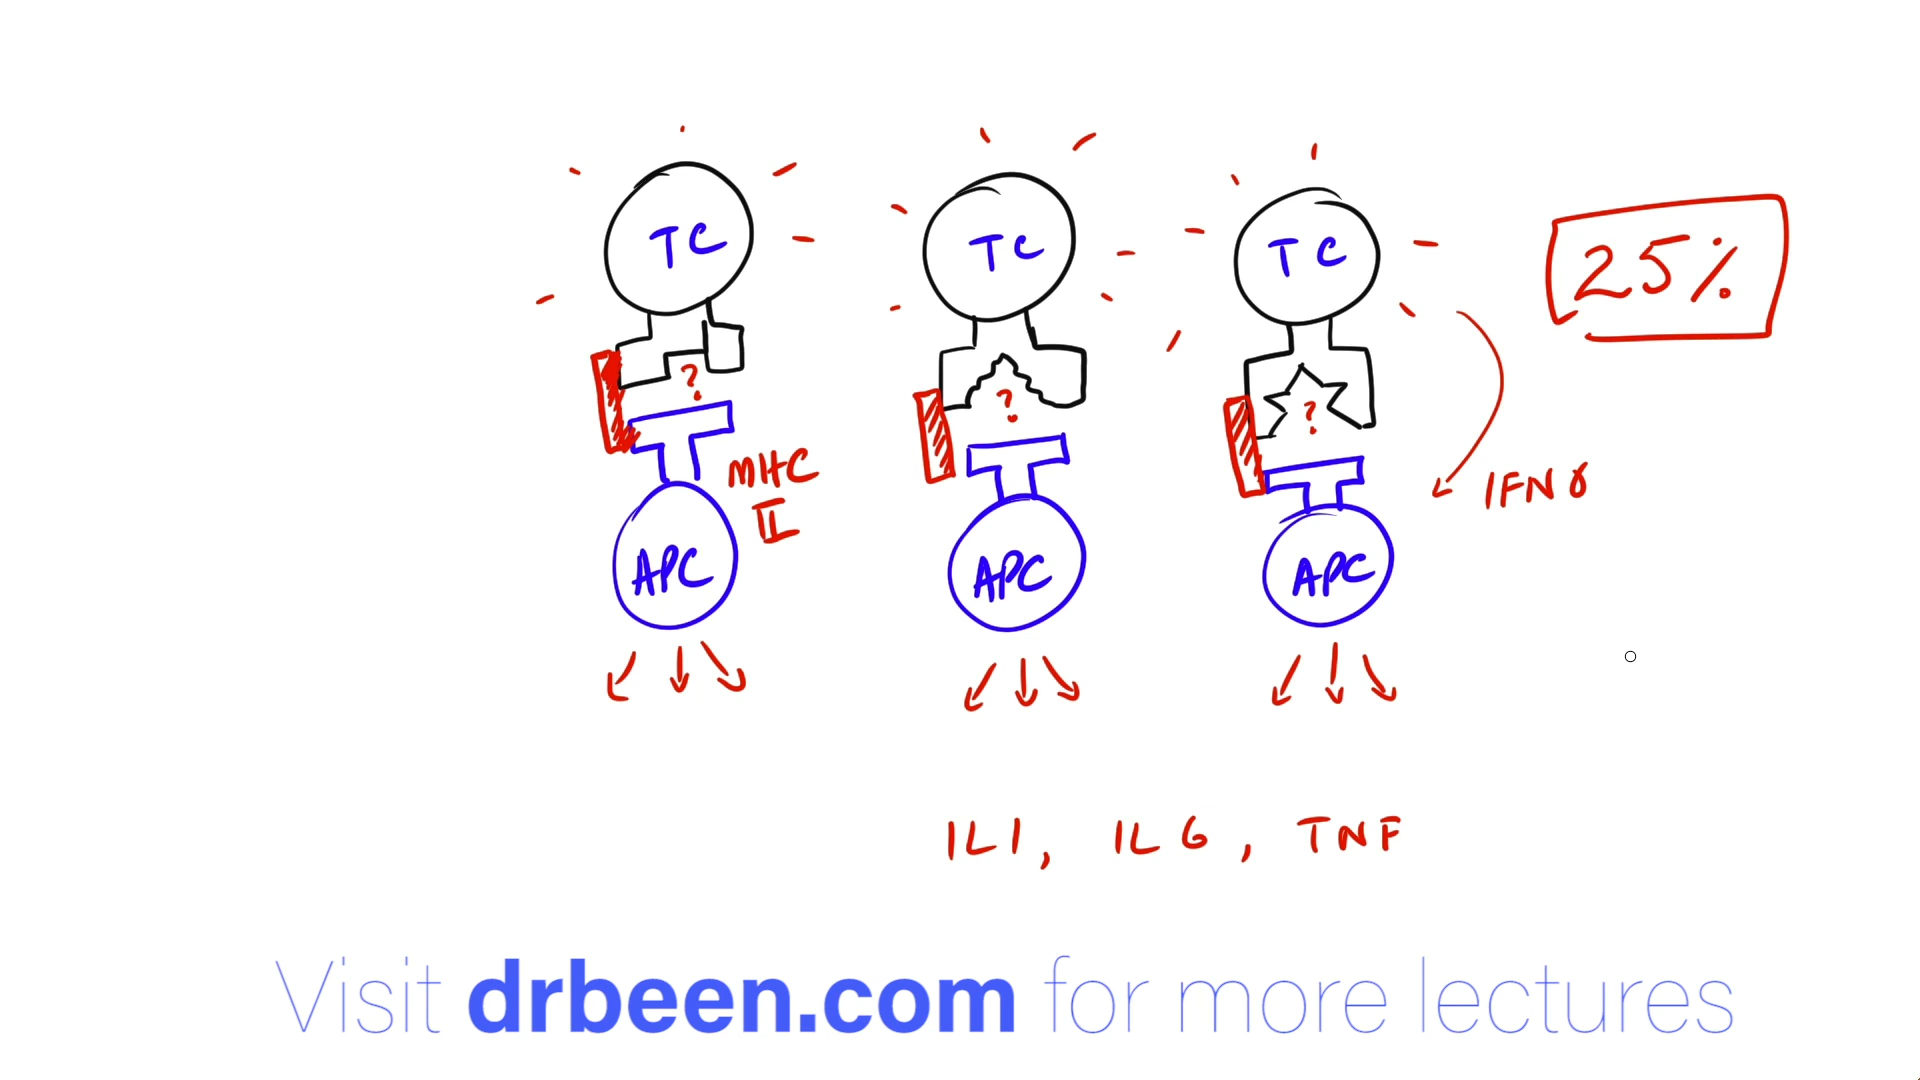 TC TC TC
25%
? ? ?
MHC
II
IFNγ
APC APC APC
IL1, IL6, TNF
Visit drbeen.com for more lectures